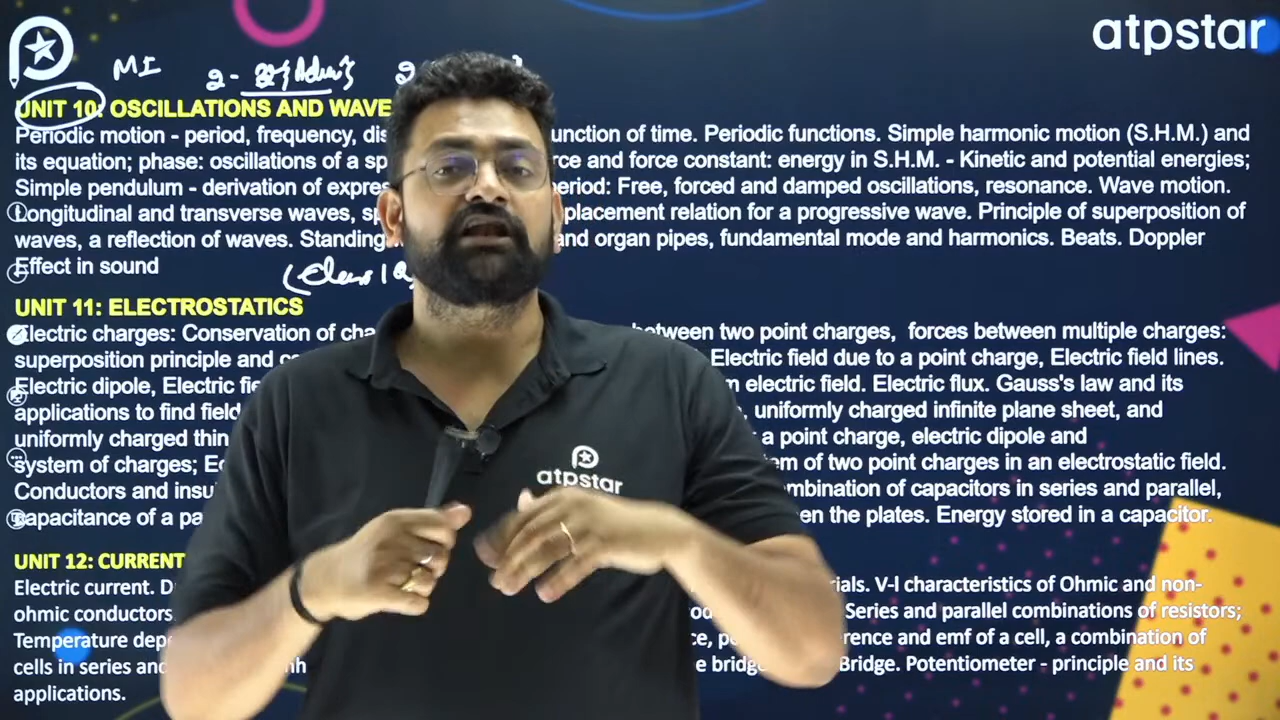 atpstar
MI
2 -
UNIT 10: OSCILLATIONS AND WAVE
Periodic motion - period, frequency, unction of time. Periodic functions. Simple harmonic motion (S.H.M.) and
its equation; phase: oscillations of a rce and force constant: energy in S.H.M. - Kinetic and potential energies;
Simple pendulum - derivation of eriod: Free, forced and damped oscillations, resonance. Wave motion.
Longitudinal and transverse waves, placement relation for a progressive wave. Principle of superposition of
waves, a reflection of waves. Standing and organ pipes, fundamental mode and harmonics. Beats. Doppler
Effect in sound
UNIT 11: ELECTROSTATICS
Electric charges: Conservation of cha between two point charges, forces between multiple charges:
superposition principle and Electric field due to a point charge, Electric field lines.
Electric dipole, Electric fie m electric field. Electric flux. Gauss's law and its
applications to find field , uniformly charged infinite plane sheet, and
uniformly charged thin a point charge, electric dipole and
system of charges; em of two point charges in an electrostatic field.
Conductors and insul mbination of capacitors in series and parallel,
capacitance of a pa en the plates. Energy stored in a capacitor.
atpstar
UNIT 12: CURRENT
Electric current. D rials. V-I characteristics of Ohmic and non-
ohmic conductors Series and parallel combinations of resistors;
Temperature depe ce, rence and emf of a cell, a combination of
cells in series and e bridge Bridge. Potentiometer - principle and its
applications.